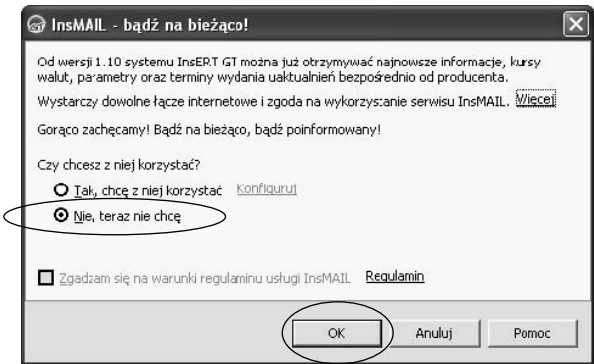 InsMAIL - bądź na bieżąco!
Od wersji 1.10 systemu InsERT GT można już otrzymywać najnowsze informacje, kursy
walut, parametry oraz terminy wydania uaktualnień bezpośrednio od producenta.
Wystarczy dowolne łącze internetowe i zgoda na wykorzystanie serwisu InsMAIL. Więcej
Gorąco zachęcamy! Bądź na bieżąco, bądź poinformowany!
Czy chcesz z niej korzystać?
Tak, chcę z niej korzystać Konfiguruj
Nie, teraz nie chcę
Zgadzam się na warunki regulaminu usługi InsMAIL Regulamin
OK Anuluj Pomoc